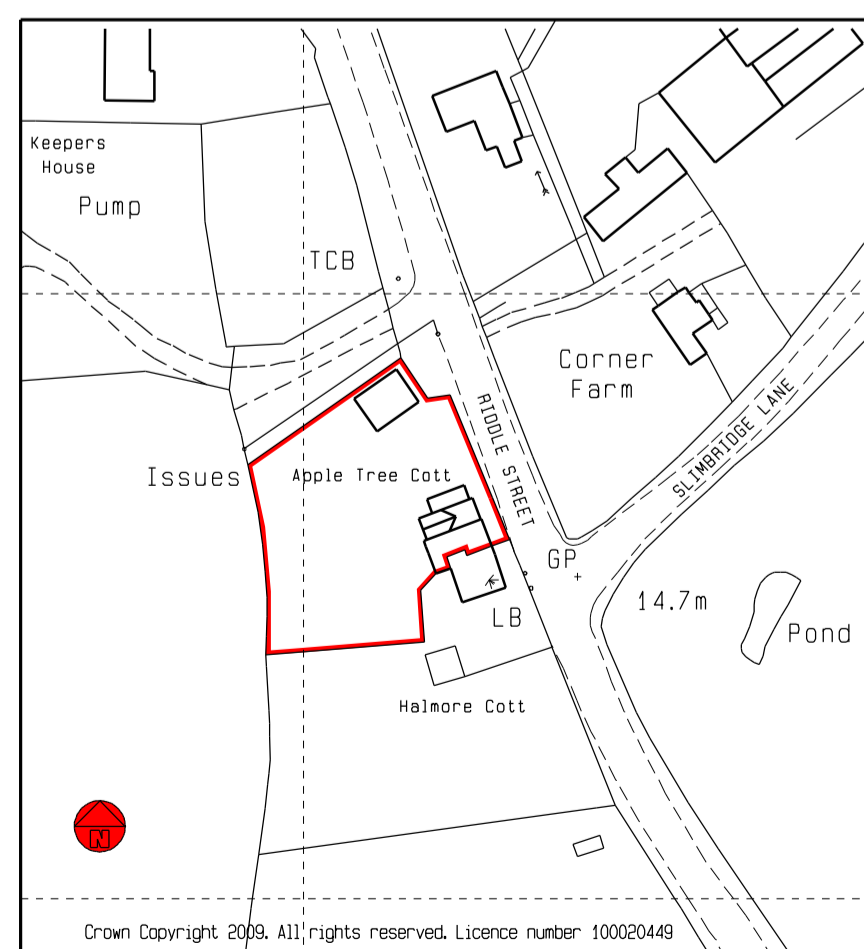 Keepers
House
Pump
TCB
Corner
Farm
RIDDLE STREET
SLIMBRIDGE LANE
Issues
Apple Tree Cott
GP
14.7m
LB
Pond
Halmore Cott
N
Crown Copyright 2009. All rights reserved. Licence number 100020449